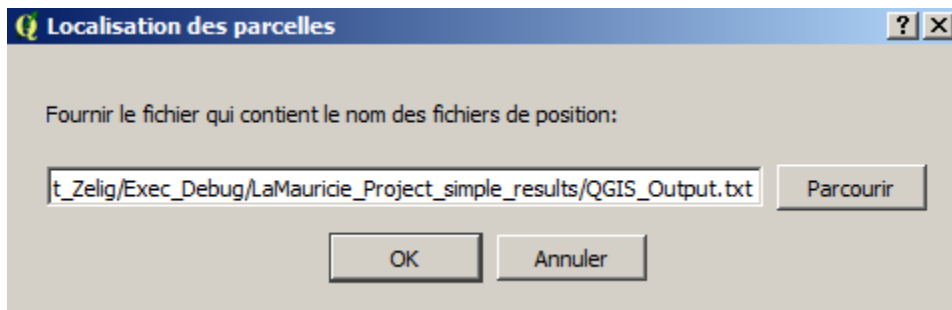 Localisation des parcelles
Fournir le fichier qui contient le nom des fichiers de position:
t_Zelig/Exec_Debug/LaMauricie_Project_simple_results/QGIS_Output.txt
Parcourir
OK
Annuler